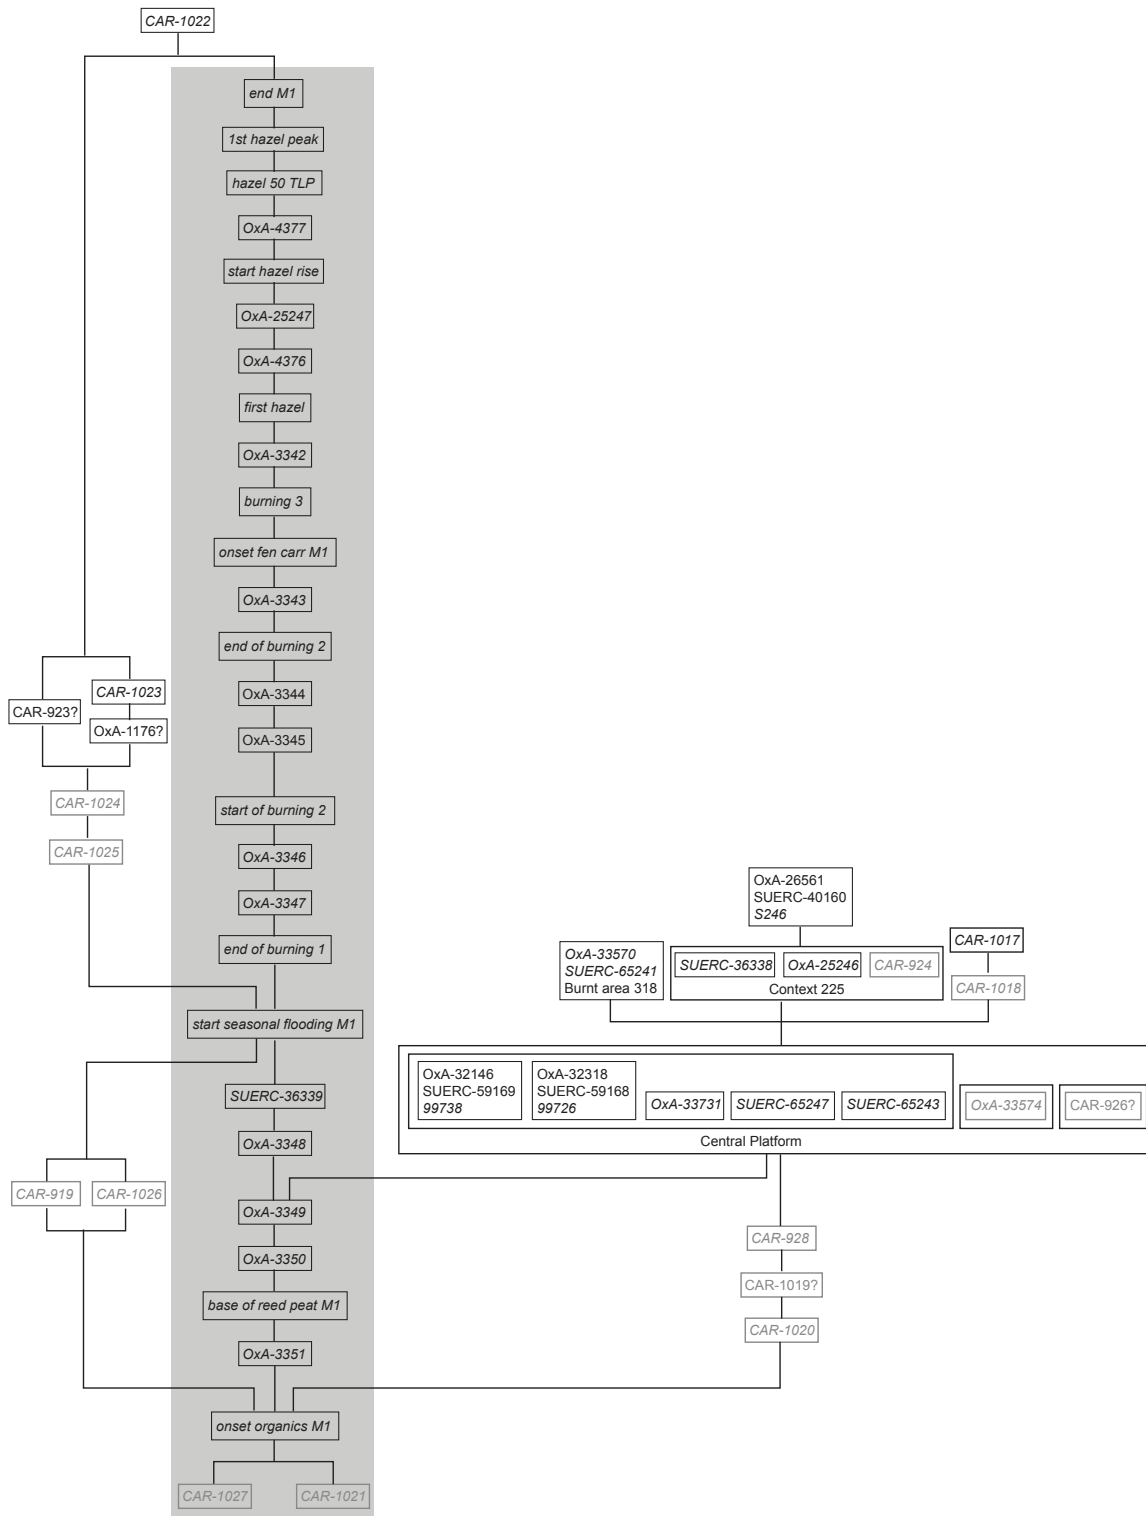 CAR-1022
end M1
1st hazel peak
hazel 50 TLP
OxA-4377
start hazel rise
OxA-25247
OxA-4376
first hazel
OxA-3342
burning 3
onset fen carr M1
OxA-3343
end of burning 2
CAR-923?
CAR-1023
OxA-1176?
OxA-3344
OxA-3345
CAR-1024
CAR-1025
start of burning 2
OxA-3346
OxA-3347
end of burning 1
start seasonal flooding M1
SUERC-36339
OxA-3348
CAR-919
CAR-1026
OxA-3349
OxA-3350
base of reed peat M1
OxA-3351
onset organics M1
CAR-1027
CAR-1021
OxA-26561
SUERC-40160
S246
OxA-33570
SUERC-65241
Burnt area 318
SUERC-36338
OxA-25246
CAR-924
Context 225
CAR-1017
CAR-1018
OxA-32146
SUERC-59169
99738
OxA-32318
SUERC-59168
99726
OxA-33731
SUERC-65247
SUERC-65243
OxA-33574
CAR-926?
Central Platform
CAR-928
CAR-1019?
CAR-1020